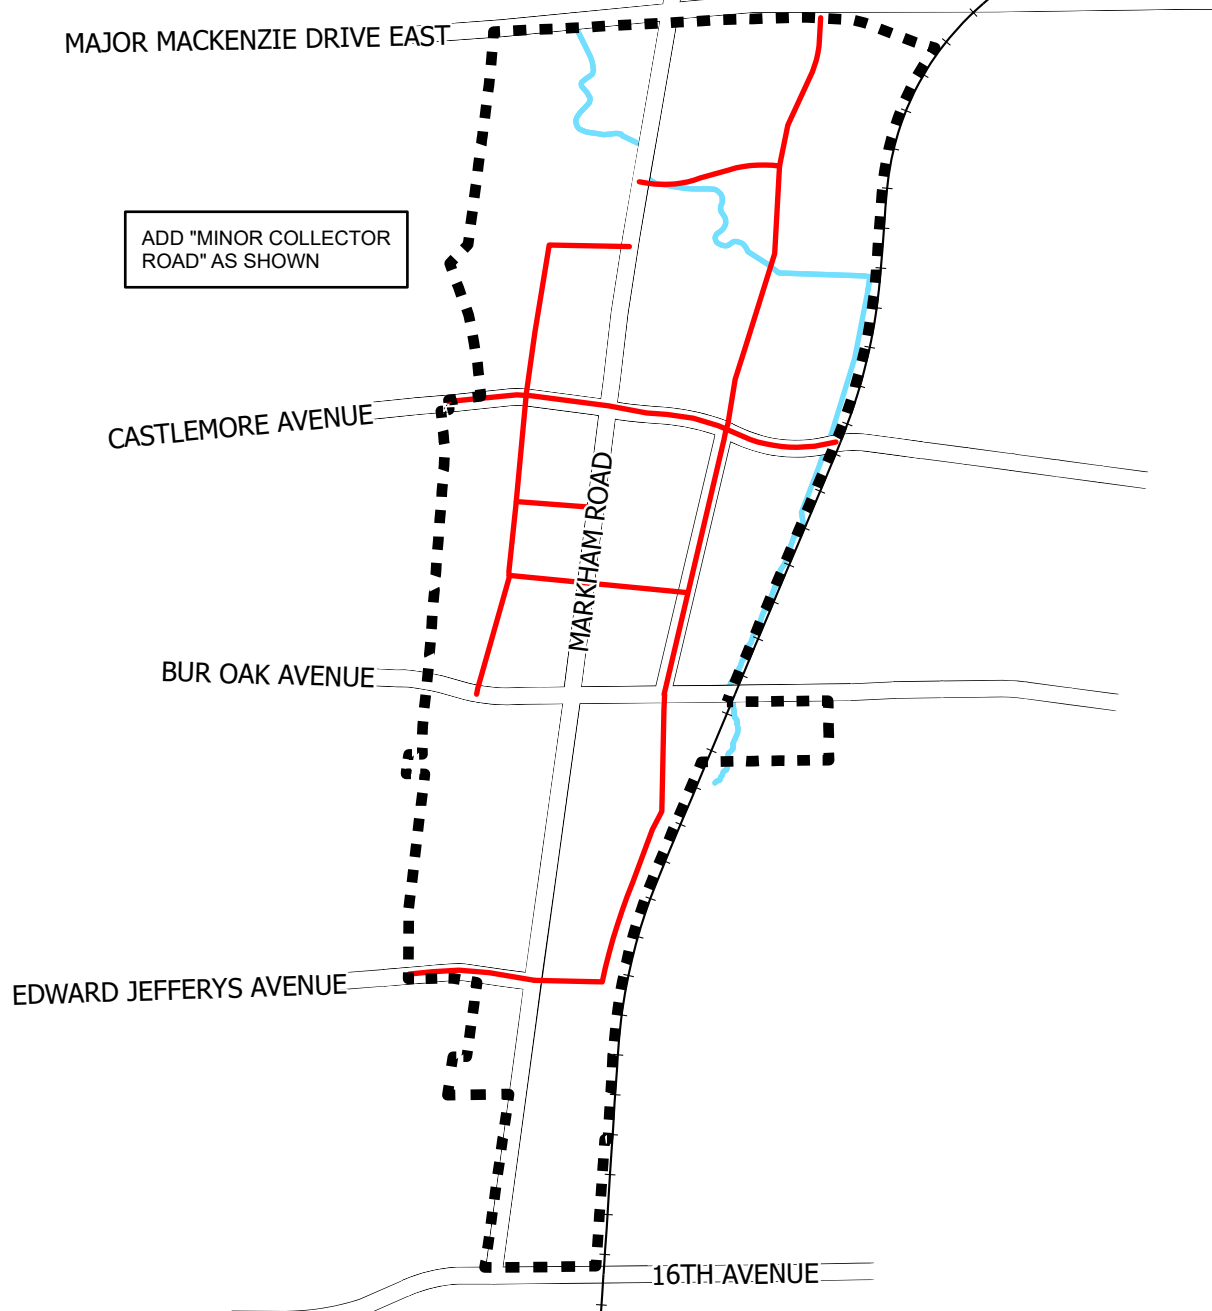 MAJOR MACKENZIE DRIVE EAST
ADD "MINOR COLLECTOR
ROAD" AS SHOWN
CASTLEMORE AVENUE
MARKHAM ROAD
BUR OAK AVENUE
EDWARD JEFFERYS AVENUE
16TH AVENUE